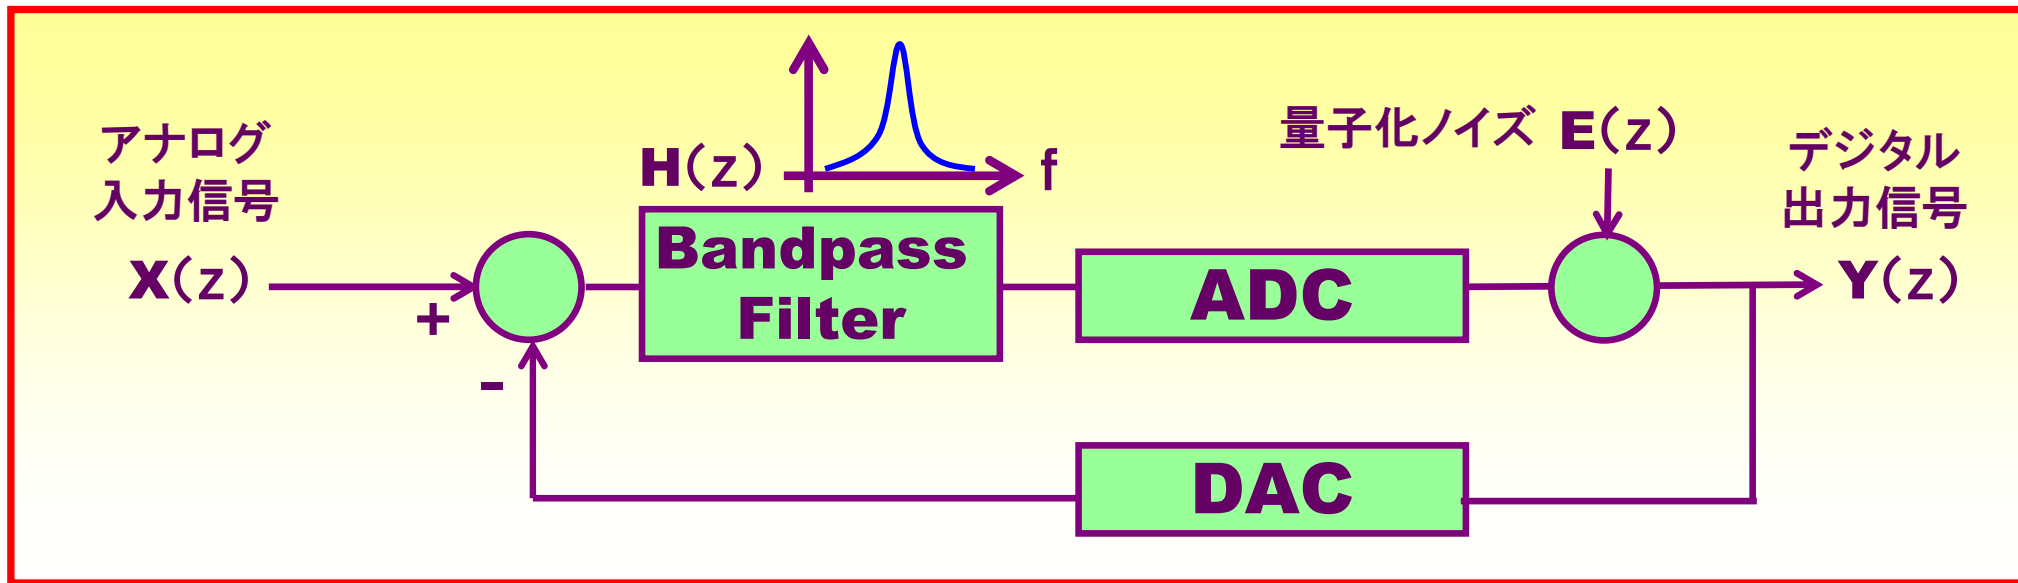 アナログ
入力信号
X(z)
+
-
H(z)
f
Bandpass
Filter
ADC
量子化ノイズ E(z)
デジタル
出力信号
Y(z)
DAC